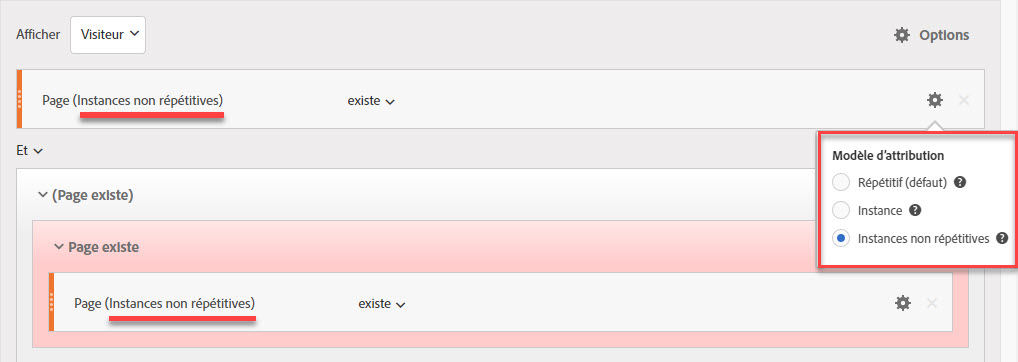 Afficher Visiteur Options
Page (Instances non répétitives) existe
Et
Modèle d'attribution
Répétitif (défaut) ?
Instance ?
Instances non répétitives ?
(Page existe)
Page existe
Page (Instances non répétitives) existe